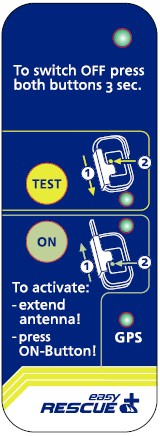 To switch OFF press
both buttons 3 sec.
TEST
1
2
ON
1
2
To activate:
-extend
antenna!
-press
ON-Button!
GPS
easy
RESCUE